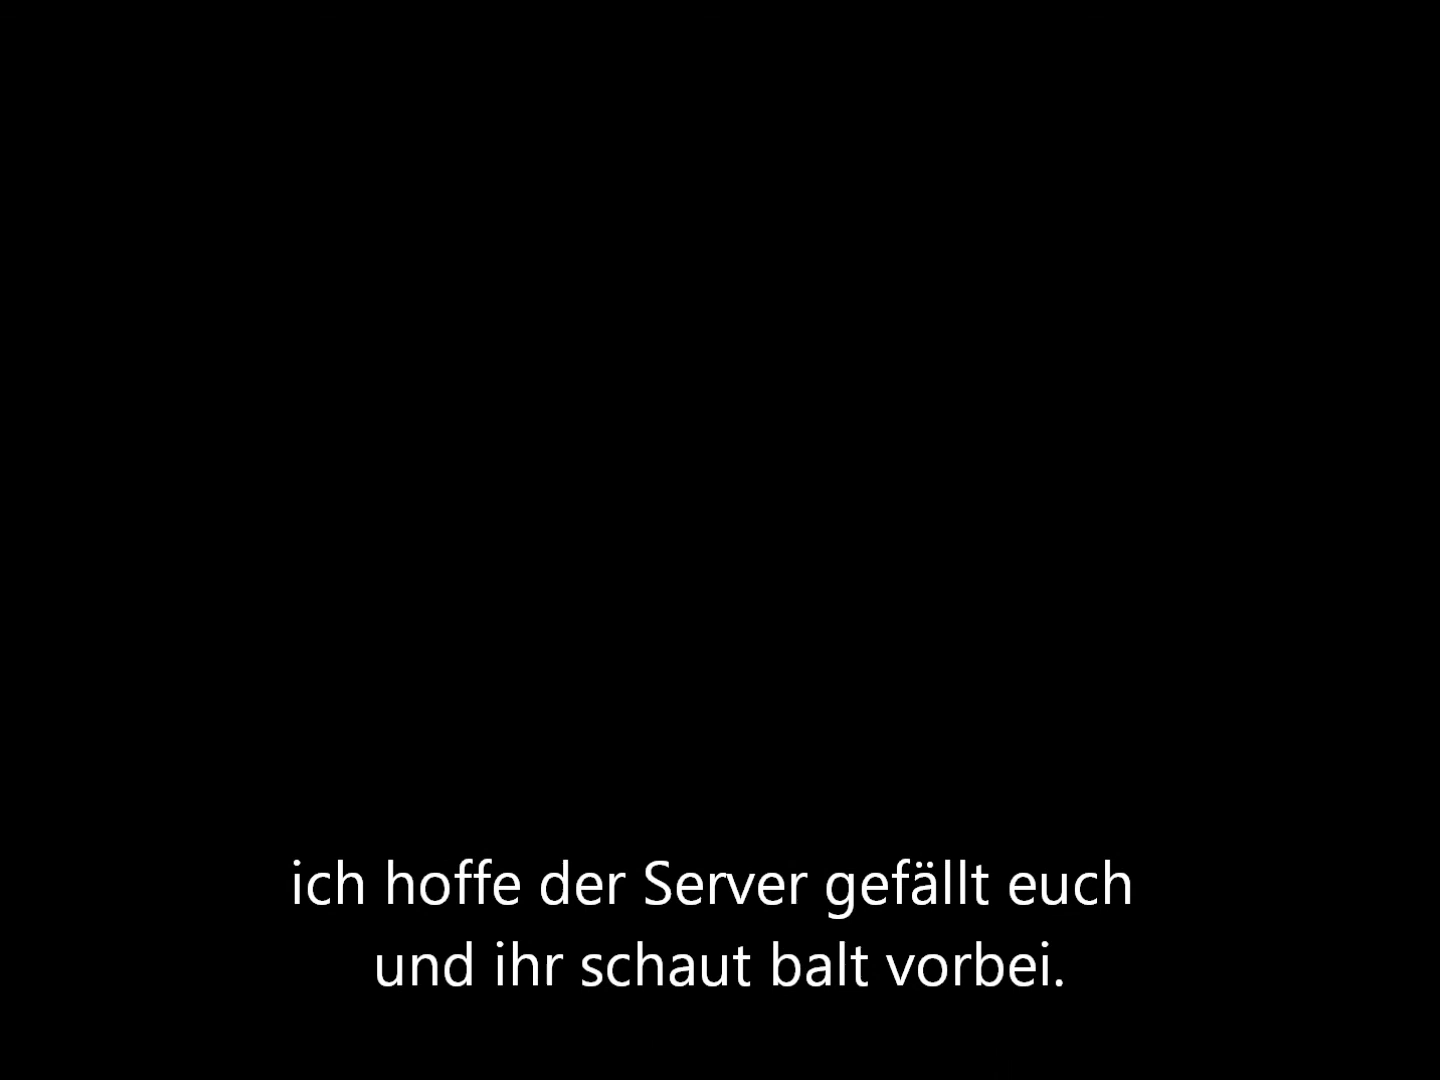 ich hoffe der Server gefällt euch
und ihr schaut balt vorbei.